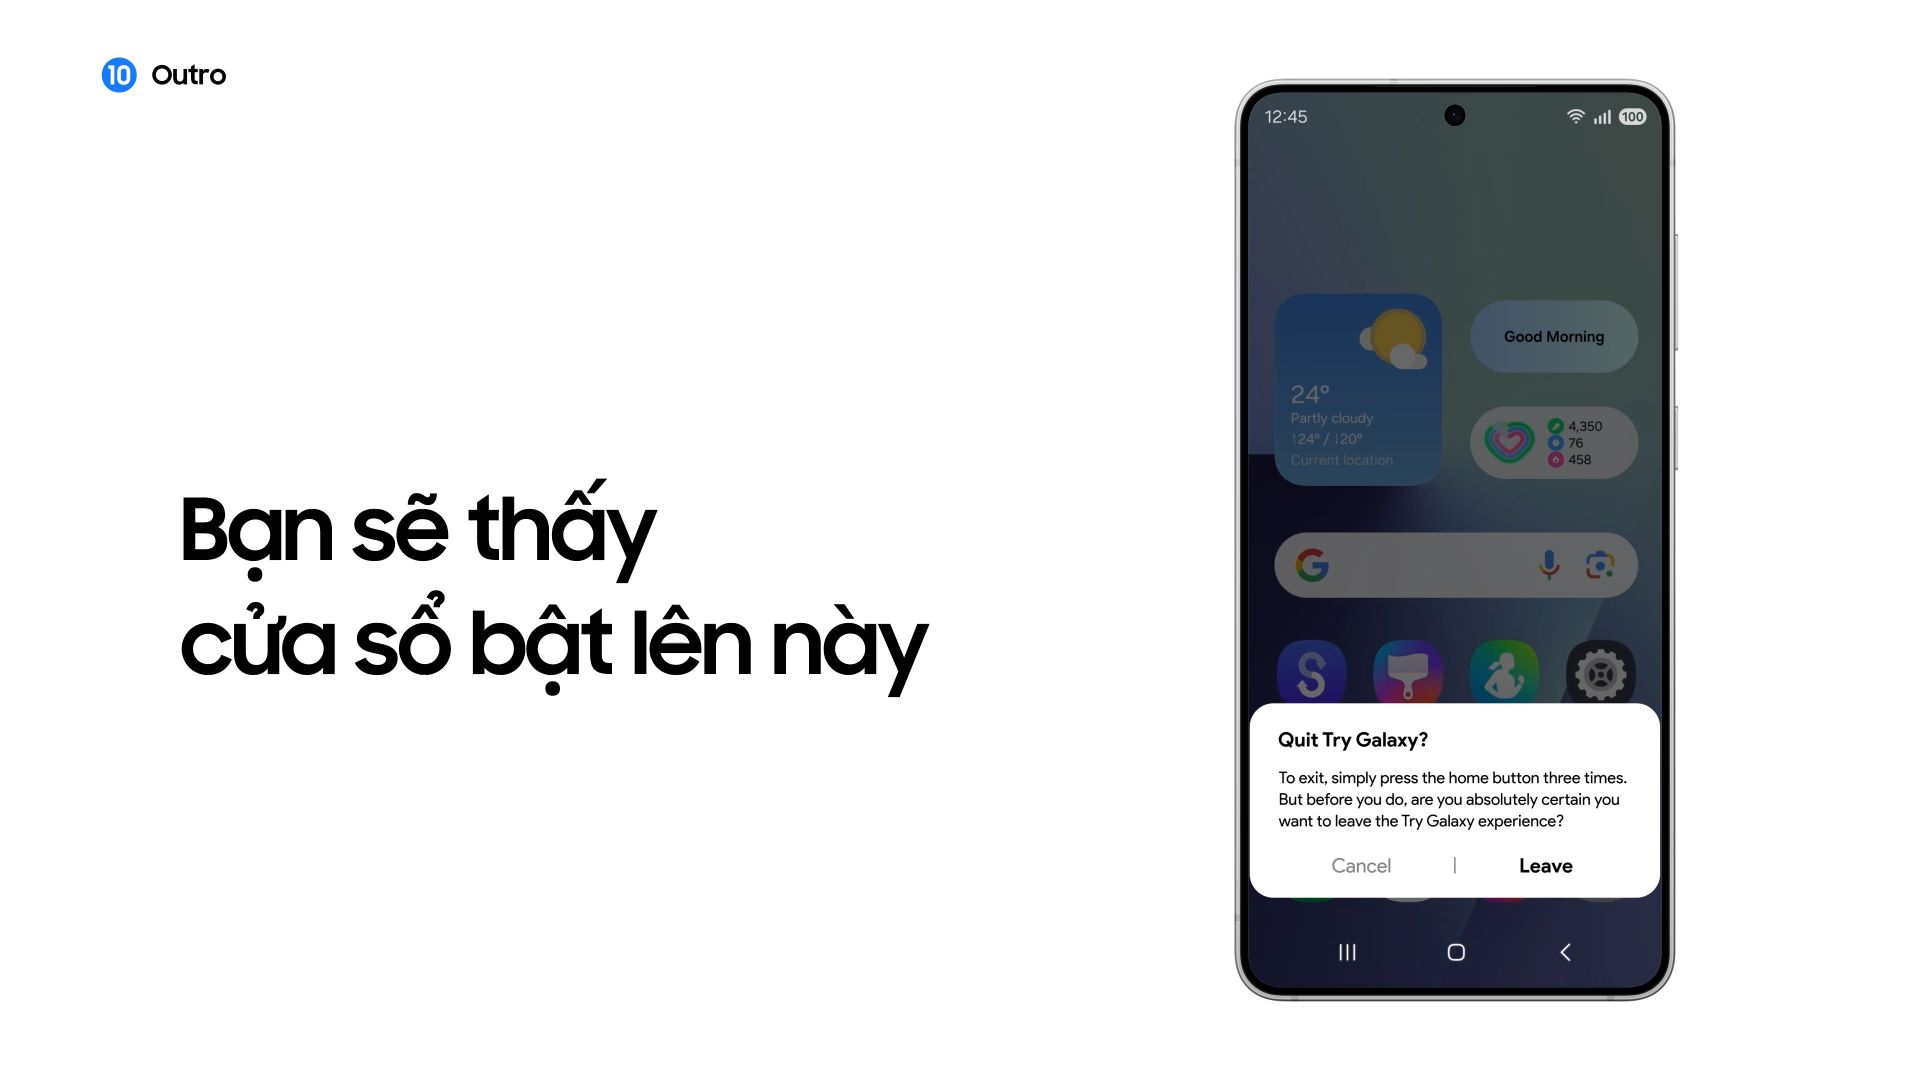 10 Outro
Bạn sẽ thấy
cửa sổ bật lên này
12:45
100
24°
Partly cloudy
↑24° / ↓20°
Current location
Good Morning
4,350
76
458
Quit Try Galaxy?
To exit, simply press the home button three times.
But before you do, are you absolutely certain you
want to leave the Try Galaxy experience?
Cancel | Leave